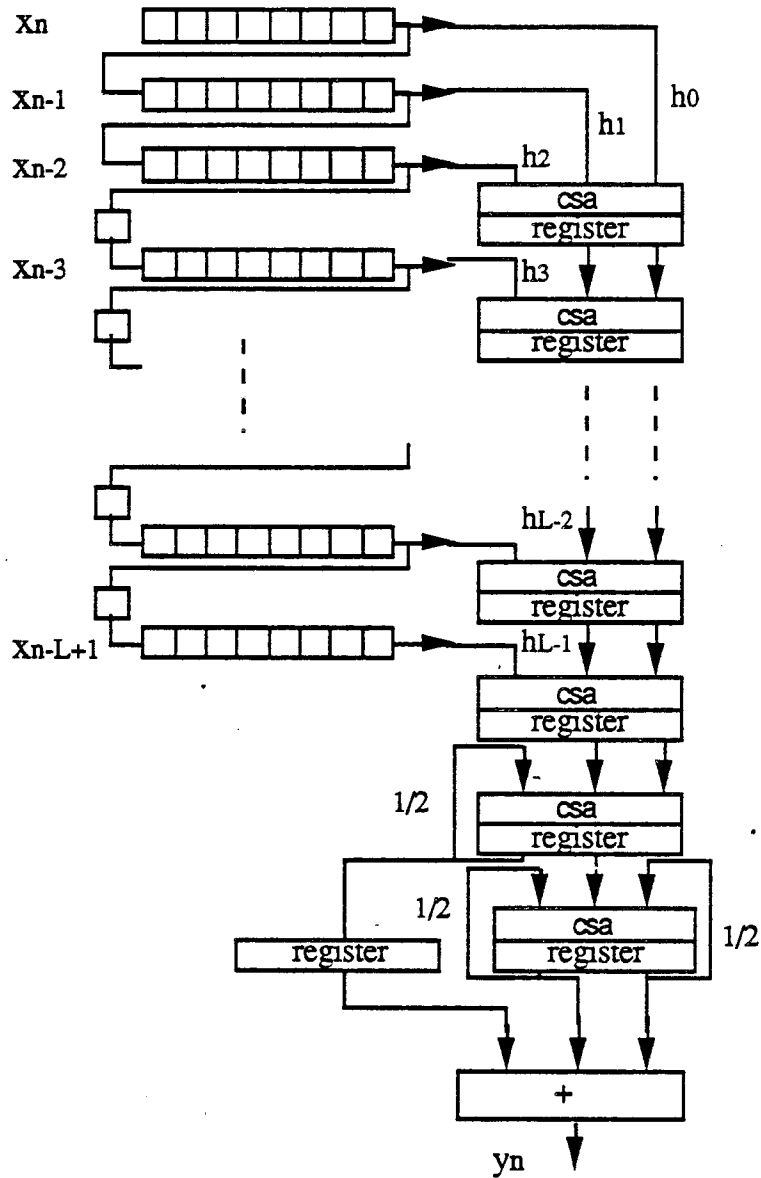 Xn
h0
Xn-1
h1
Xn-2
h2
csa
register
Xn-3
h3
csa
register
hL-2
csa
register
Xn-L+1
hL-1
csa
register
1/2
csa
register
1/2
csa
1/2
register
register
+
yn